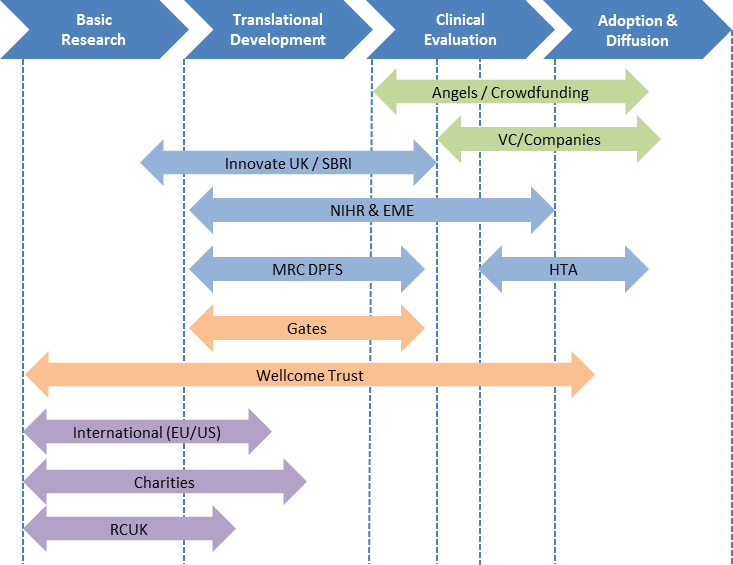 Basic
Research
Translational
Development
Clinical
Evaluation
Adoption &
Diffusion
Angels / Crowdfunding
VC/Companies
Innovate UK / SBRI
NIHR & EME
MRC DPFS
HTA
Gates
Wellcome Trust
International (EU/US)
Charities
RCUK